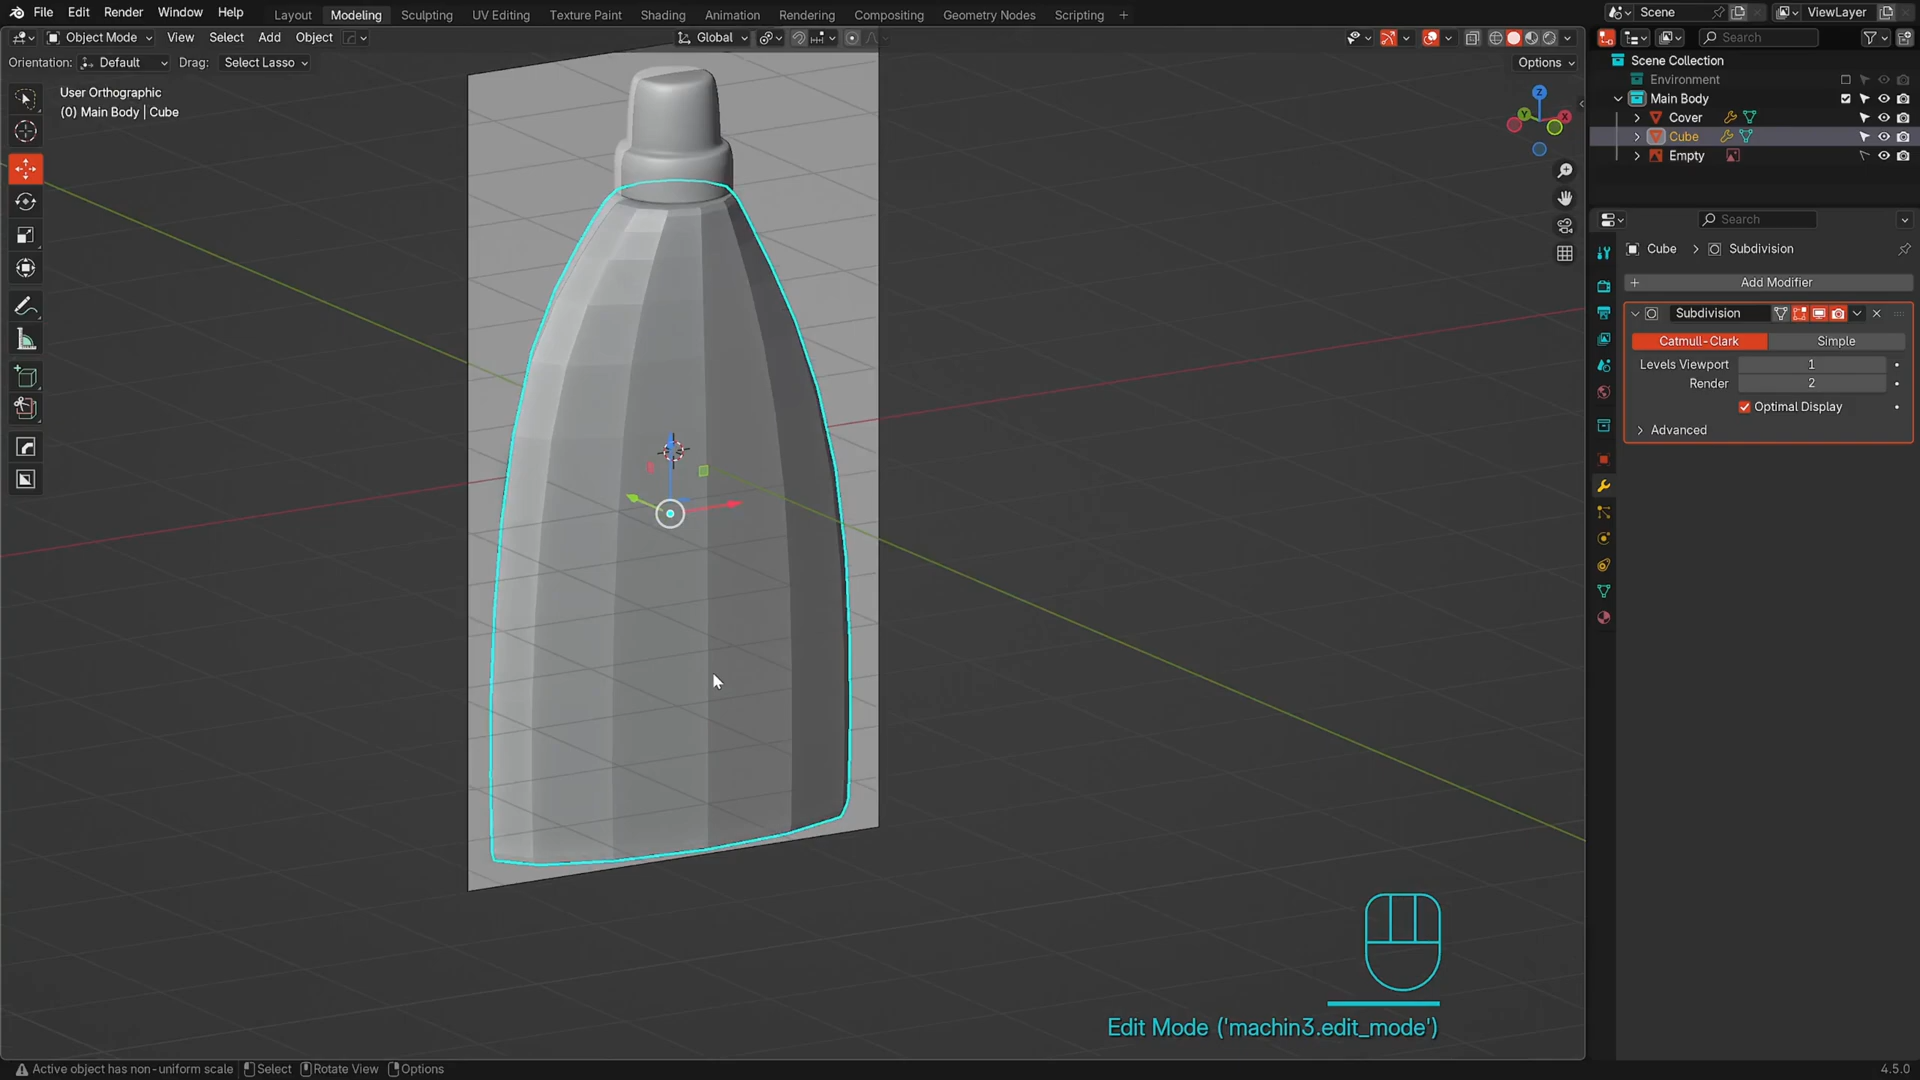 File Edit Render Window Help Layout Modeling Sculpting UV Editing Texture Paint Shading Animation Rendering Compositing Geometry Nodes Scripting + Scene ViewLayer
Object Mode View Select Add Object Global Search
Orientation: Default Drag: Select Lasso Options
User Orthographic
(0) Main Body | Cube
Scene Collection
Environment
Main Body
Cover
Cube
Empty
Search
Cube > Subdivision
+ Add Modifier
Subdivision
Catmull-Clark Simple
Levels Viewport 1
Render 2
Optimal Display
Advanced
Z
Y
X
Edit Mode ('machin3.edit_mode')
Active object has non-uniform scale Select Rotate View Options 4.5.0